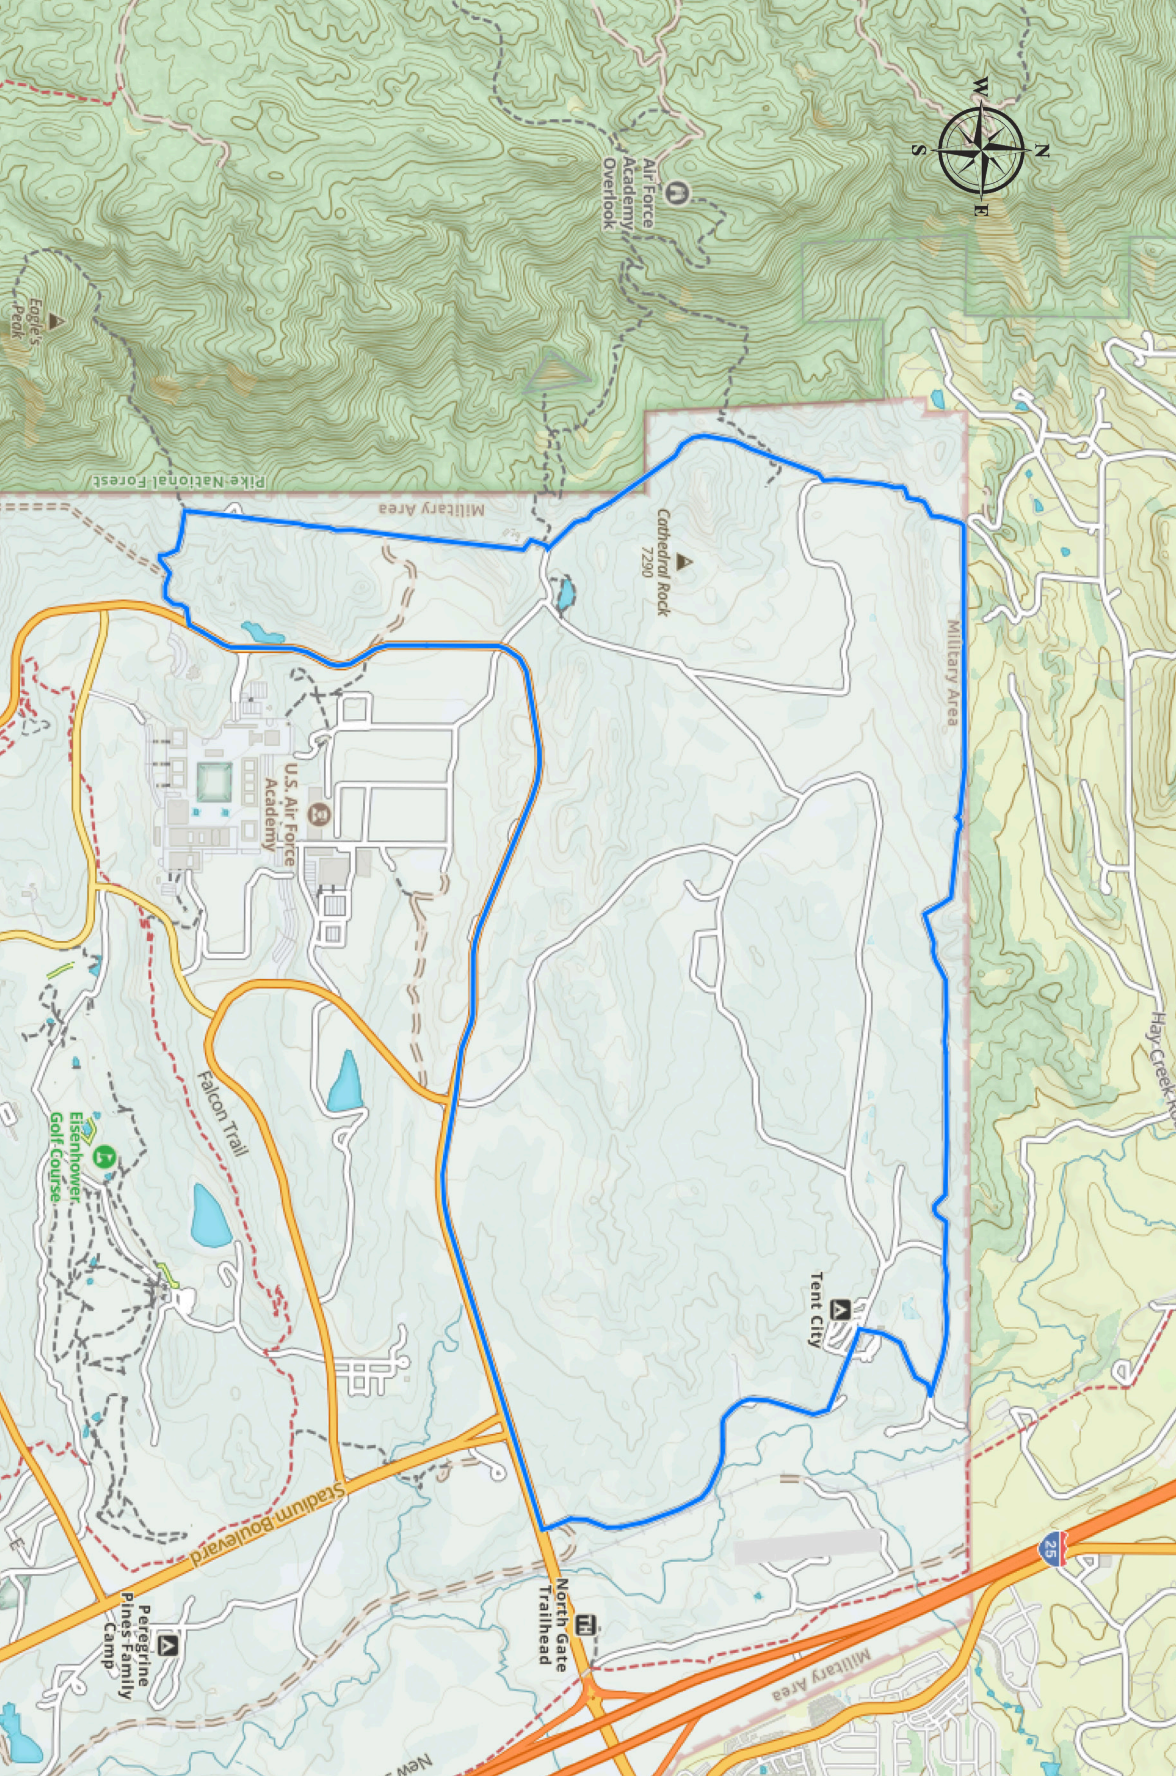 W
N
S
E
Air Force
Academy
Overlook
Eagle's
Peak
Pike National Forest
Military Area
Cathedral Rock
7290
Military Area
U.S. Air Force
Academy
Hay Creek
Falcon Trail
Eisenhower
Golf Course
Tent City
Stadium Boulevard
25
North Gate
Trailhead
TH
Peregrine
Pines Family
Camp
Military Area
New